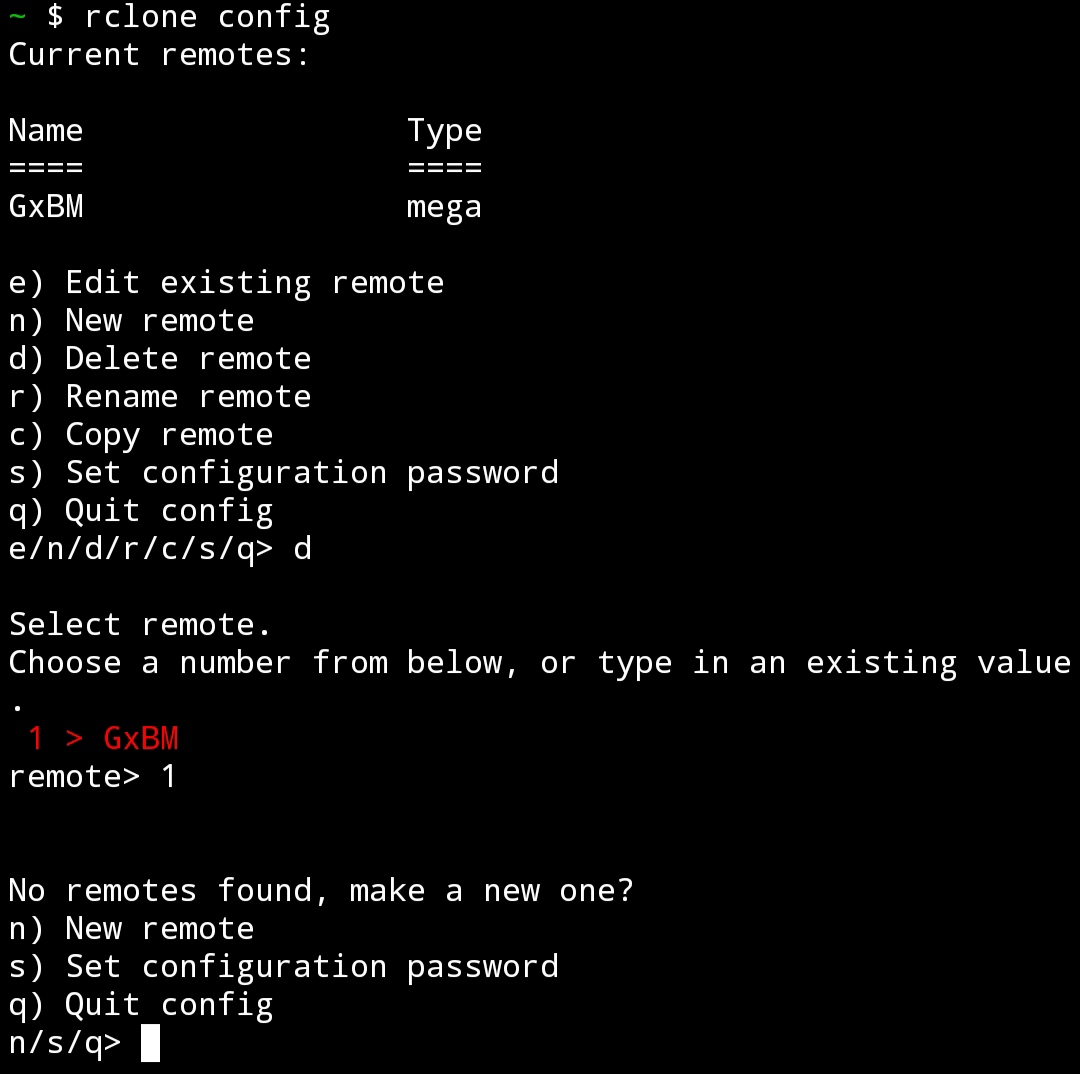 ~ $ rclone config
Current remotes:
Name                 Type
====                 ====
GxBM                 mega
e) Edit existing remote
n) New remote
d) Delete remote
r) Rename remote
c) Copy remote
s) Set configuration password
q) Quit config
e/n/d/r/c/s/q> d
Select remote.
Choose a number from below, or type in an existing value
.
 1 > GxBM
remote> 1
No remotes found, make a new one?
n) New remote
s) Set configuration password
q) Quit config
n/s/q>